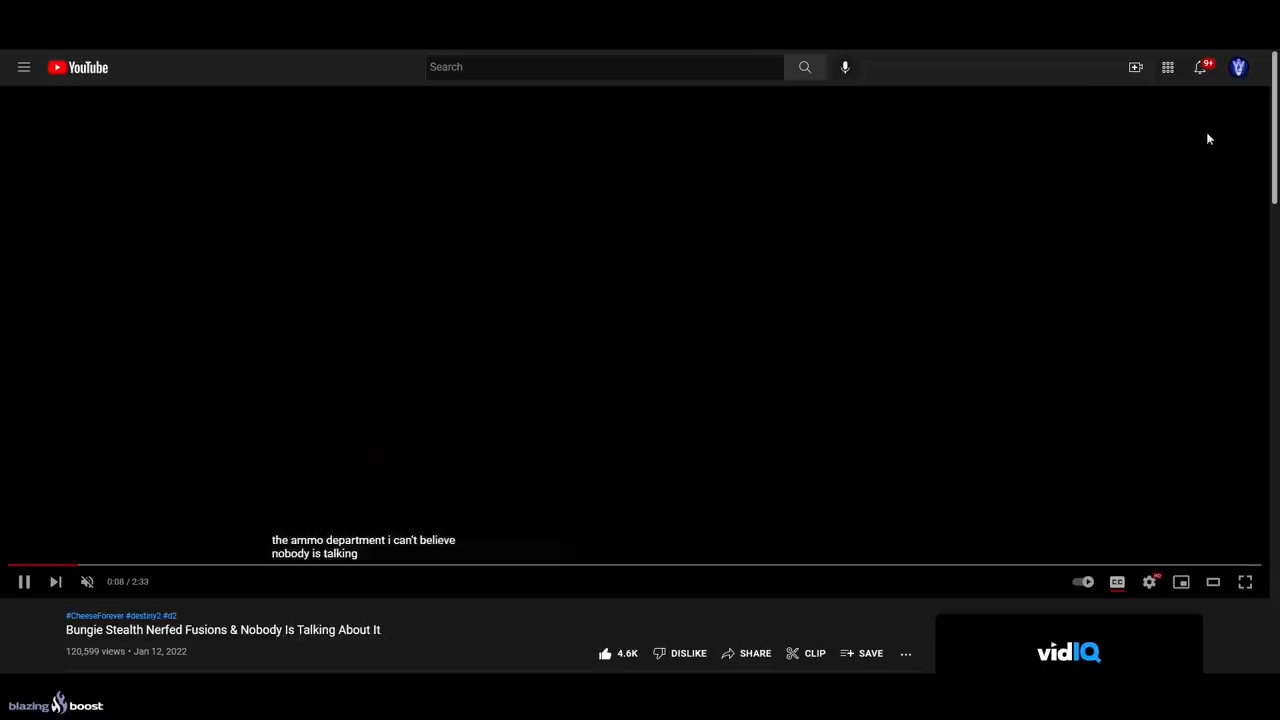 YouTube
Search
9+
the ammo department i can't believe
nobody is talking
0:08 / 2:33
CC
HD
#CheeseForever #destiny2 #d2
Bungie Stealth Nerfed Fusions & Nobody Is Talking About It
120,599 views • Jan 12, 2022
4.6K
DISLIKE
SHARE
CLIP
SAVE
vidIQ
blazing boost